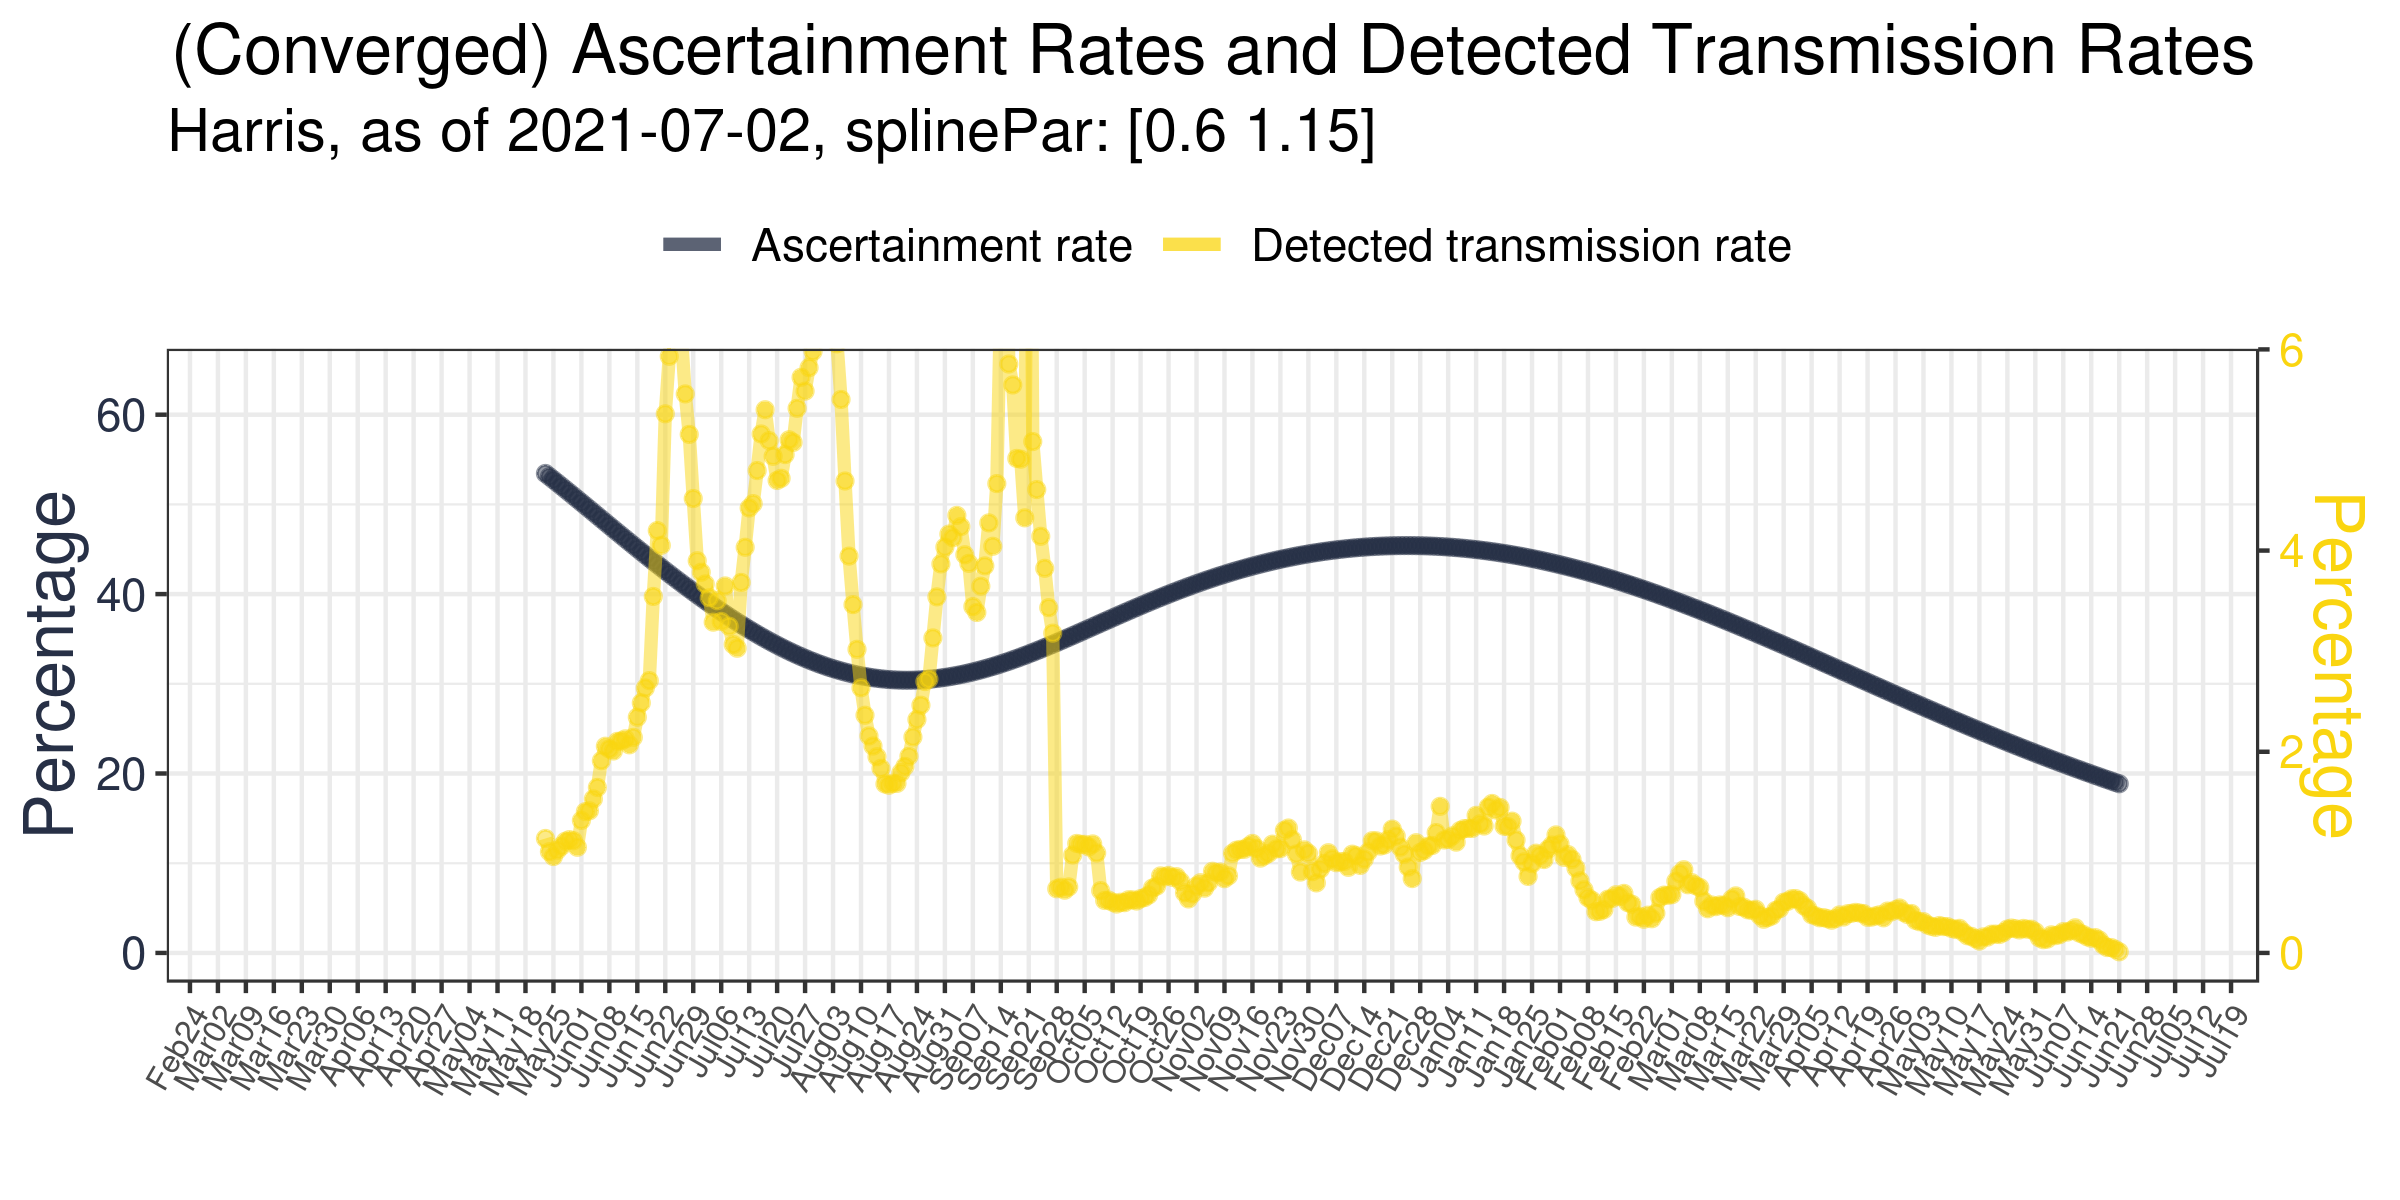 (Converged) Ascertainment Rates and Detected Transmission Rates
Harris, as of 2021-07-02, splinePar: [0.6 1.15]
Ascertainment rate
Detected transmission rate
Percentage
60
40
20
0
6
4
2
0
Percentage
Feb24
Mar02
Mar09
Mar16
Mar23
Mar30
Apr06
Apr13
Apr20
Apr27
May04
May11
May18
May25
Jun01
Jun08
Jun15
Jun22
Jun29
Jul06
Jul13
Jul20
Jul27
Aug03
Aug10
Aug17
Aug24
Aug31
Sep07
Sep14
Sep21
Sep28
Oct05
Oct12
Oct19
Oct26
Nov02
Nov09
Nov16
Nov23
Nov30
Dec07
Dec14
Dec21
Dec28
Jan04
Jan11
Jan18
Jan25
Feb01
Feb08
Feb15
Feb22
Mar01
Mar08
Mar15
Mar22
Mar29
Apr05
Apr12
Apr19
Apr26
May03
May10
May17
May24
May31
Jun07
Jun14
Jun21
Jun28
Jul05
Jul12
Jul19